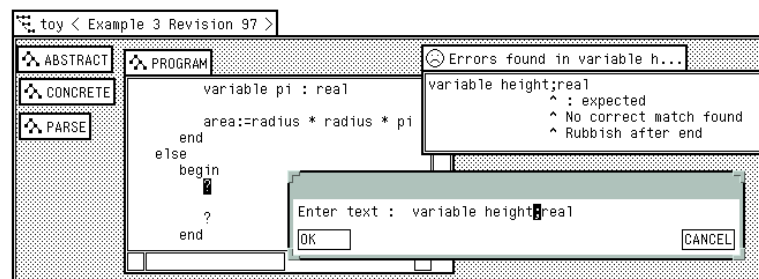 toy < Example 3 Revision 97 >
ABSTRACT
CONCRETE
PARSE
PROGRAM
variable pi : real
area:=radius * radius * pi
end
else
begin
?
?
end
Errors found in variable h...
variable height;real
^ : expected
^ No correct match found
^ Rubbish after end
Enter text : variable height;real
OK
CANCEL